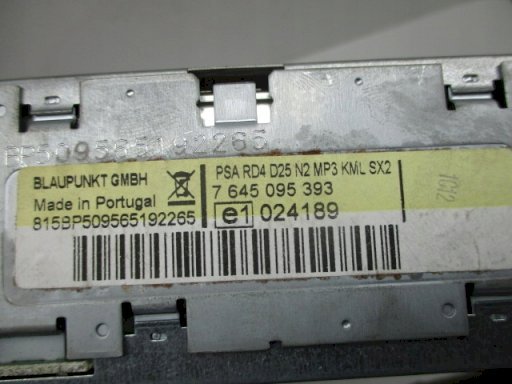 BP509565192265
BLAUPUNKT GMBH
Made in Portugal
815BP509565192265
PSA RD4 D25 N2 MP3 KML SX2
7 645 095 393
e1 024189